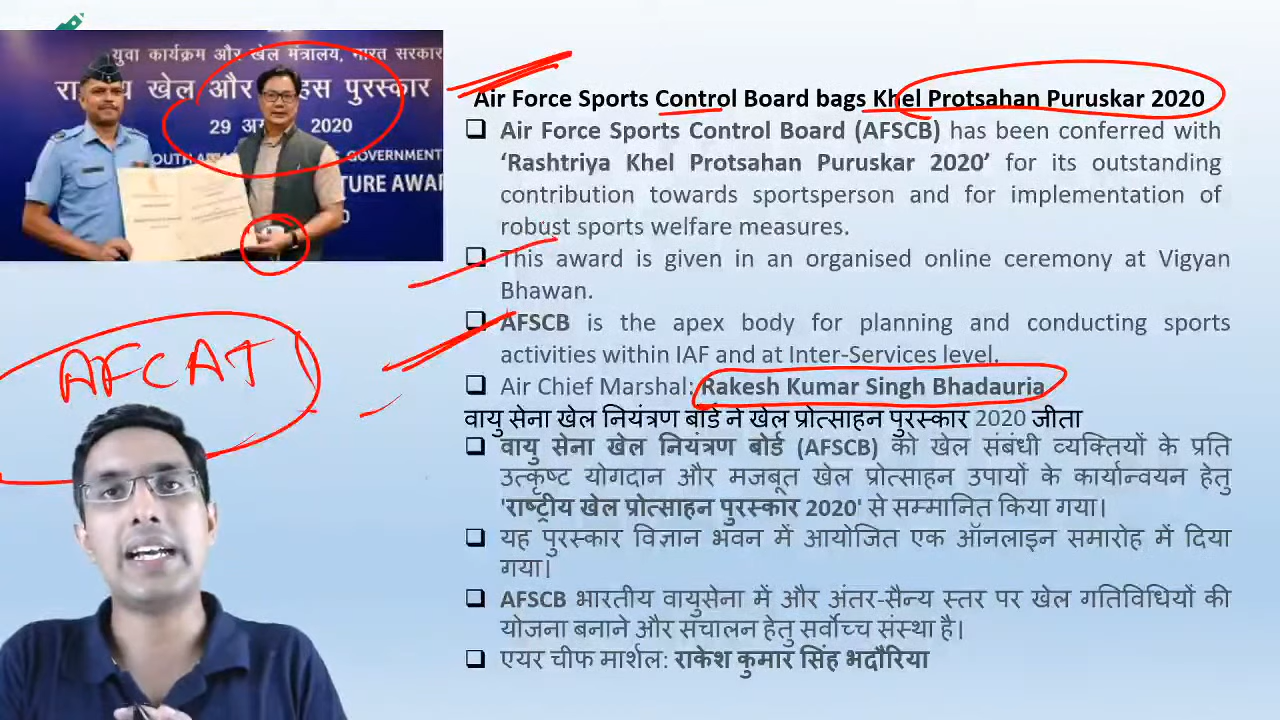 युवा कार्यक्रम और खेल मंत्रालय, भारत सरकार
खेल और पुरस्कार
29 2020
GOVERNMENT
TURE AWAR
Air Force Sports Control Board bags Khel Protsahan Puruskar 2020
❑ Air Force Sports Control Board (AFSCB) has been conferred with
‘Rashtriya Khel Protsahan Puruskar 2020’ for its outstanding
contribution towards sportsperson and for implementation of
robust sports welfare measures.
❑ This award is given in an organised online ceremony at Vigyan
Bhawan.
❑ AFSCB is the apex body for planning and conducting sports
activities within IAF and at Inter-Services level.
❑ Air Chief Marshal: Rakesh Kumar Singh Bhadauria
AFCAT
वायु सेना खेल नियंत्रण बोर्ड ने खेल प्रोत्साहन पुरस्कार 2020 जीता
❑ वायु सेना खेल नियंत्रण बोर्ड (AFSCB) को खेल संबंधी व्यक्तियों के प्रति
उत्कृष्ट योगदान और मजबूत खेल प्रोत्साहन उपायों के कार्यान्वयन हेतु
'राष्ट्रीय खेल प्रोत्साहन पुरस्कार 2020' से सम्मानित किया गया।
❑ यह पुरस्कार विज्ञान भवन में आयोजित एक ऑनलाइन समारोह में दिया
गया।
❑ AFSCB भारतीय वायुसेना में और अंतर-सैन्य स्तर पर खेल गतिविधियों की
योजना बनाने और संचालन हेतु सर्वोच्च संस्था है।
❑ एयर चीफ मार्शल: राकेश कुमार सिंह भदौरिया